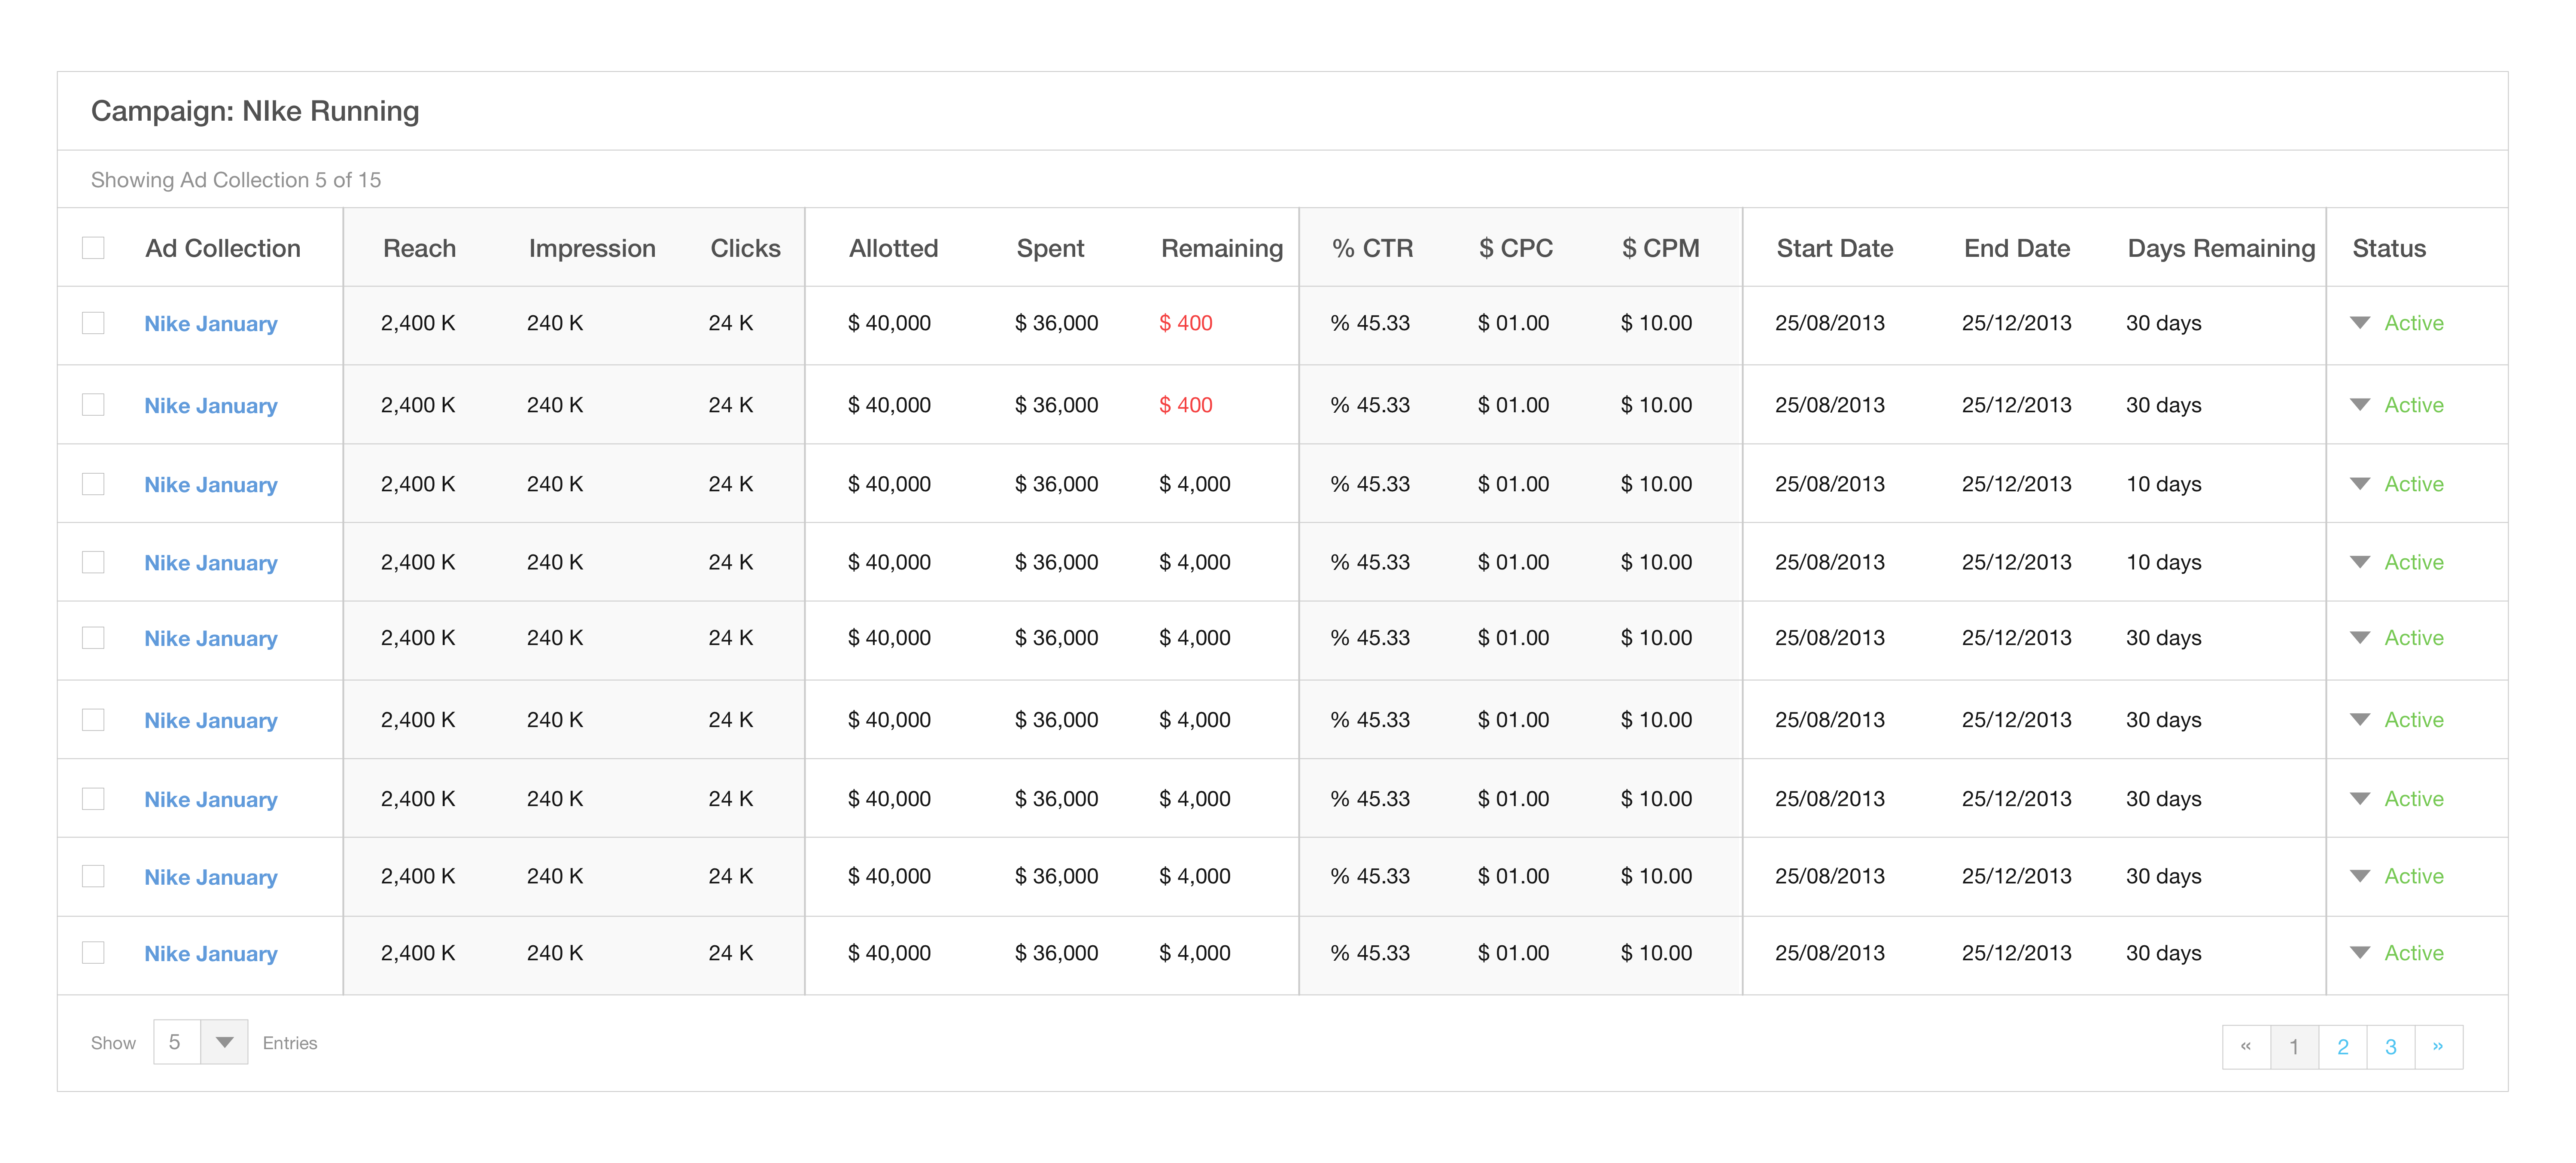 Campaign: NIke Running
Showing Ad Collection 5 of 15
Ad Collection Reach Impression Clicks Allotted Spent Remaining % CTR $ CPC $ CPM Start Date End Date Days Remaining Status
Nike January 2,400 K 240 K 24 K $ 40,000 $ 36,000 $ 400 % 45.33 $ 01.00 $ 10.00 25/08/2013 25/12/2013 30 days Active
Nike January 2,400 K 240 K 24 K $ 40,000 $ 36,000 $ 400 % 45.33 $ 01.00 $ 10.00 25/08/2013 25/12/2013 30 days Active
Nike January 2,400 K 240 K 24 K $ 40,000 $ 36,000 $ 4,000 % 45.33 $ 01.00 $ 10.00 25/08/2013 25/12/2013 10 days Active
Nike January 2,400 K 240 K 24 K $ 40,000 $ 36,000 $ 4,000 % 45.33 $ 01.00 $ 10.00 25/08/2013 25/12/2013 10 days Active
Nike January 2,400 K 240 K 24 K $ 40,000 $ 36,000 $ 4,000 % 45.33 $ 01.00 $ 10.00 25/08/2013 25/12/2013 30 days Active
Nike January 2,400 K 240 K 24 K $ 40,000 $ 36,000 $ 4,000 % 45.33 $ 01.00 $ 10.00 25/08/2013 25/12/2013 30 days Active
Nike January 2,400 K 240 K 24 K $ 40,000 $ 36,000 $ 4,000 % 45.33 $ 01.00 $ 10.00 25/08/2013 25/12/2013 30 days Active
Nike January 2,400 K 240 K 24 K $ 40,000 $ 36,000 $ 4,000 % 45.33 $ 01.00 $ 10.00 25/08/2013 25/12/2013 30 days Active
Nike January 2,400 K 240 K 24 K $ 40,000 $ 36,000 $ 4,000 % 45.33 $ 01.00 $ 10.00 25/08/2013 25/12/2013 30 days Active
Show 5 Entries « 1 2 3 »